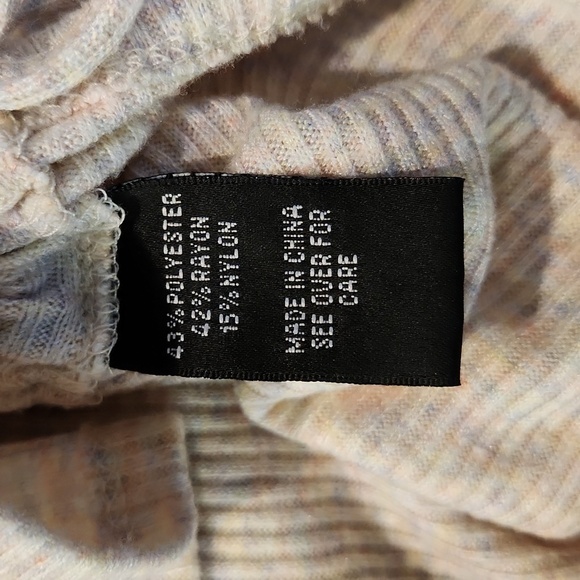 43% POLYESTER
42% RAYON
15% NYLON
MADE IN CHINA
SEE OVER FOR
CARE